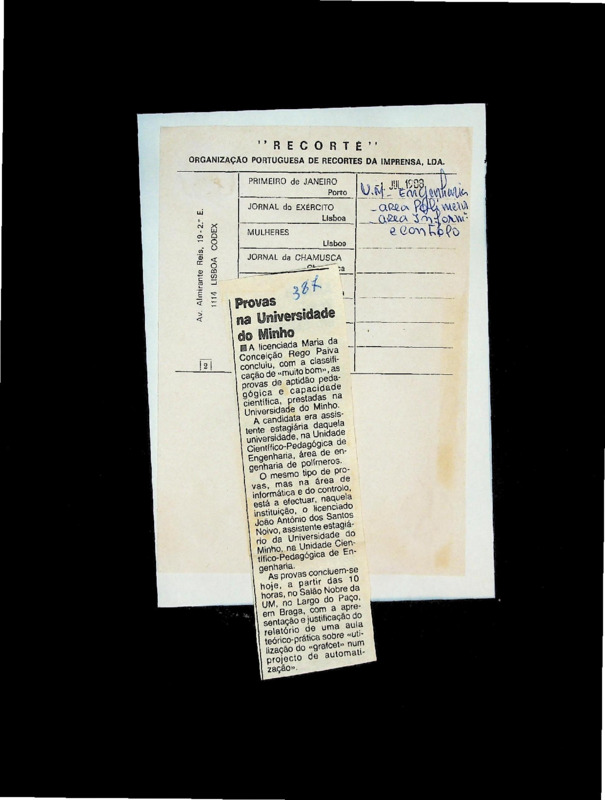 "RECORTE"
ORGANIZAÇÃO PORTUGUESA DE RECORTES DA IMPRENSA, LDA.
Av. Almirante Reis, 19-2.º E.
1114 LISBOA CODEX
2
PRIMEIRO de JANEIRO
Porto
JORNAL do EXÉRCITO
Lisboa
MULHERES
Lisboa
JORNAL da CHAMUSCA
JUL 1988
U.M - Engenharia
- area Polimeros
- area Inform
e controlo
387
Provas
na Universidade
do Minho
A licenciada Maria da
Conceição Rego Paiva
concluiu, com a classifi-
cação de «muito bom», as
provas de aptidão peda-
gógica e capacidade
científica, prestadas na
Universidade do Minho.
A candidata era assis-
tente estagiária daquela
universidade, na Unidade
Científico-Pedagógica de
Engenharia, área de en-
genharia de polímeros.
O mesmo tipo de pro-
vas, mas na área de
informática e do controlo,
está a efectuar, naquela
instituição, o licenciado
João António dos Santos
Noivo, assistente estagiá-
rio da Universidade do
Minho, na Unidade Cien-
tífico-Pedagógica de En-
genharia.
As provas concluem-se
hoje, a partir das 10
horas, no Salão Nobre da
UM, no Largo do Paço,
em Braga, com a apre-
sentação e justificação do
relatório de uma aula
teórico-prática sobre «uti-
lização do «grafcet» num
projecto de automati-
zação».